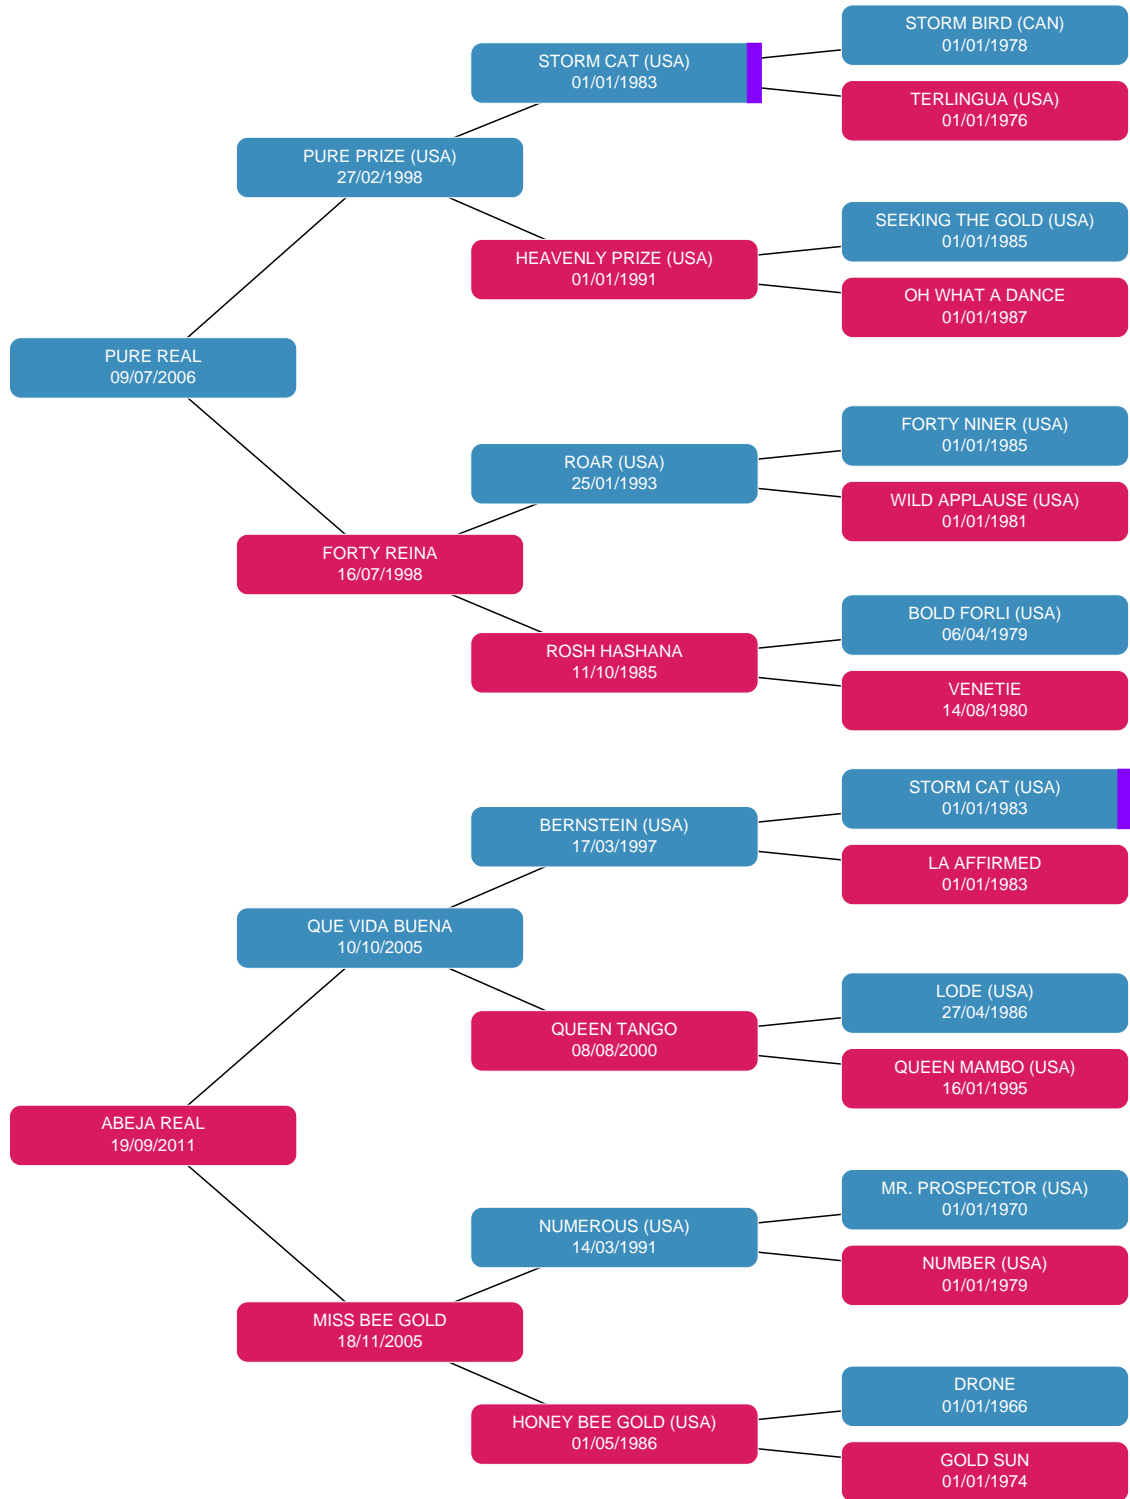 STORM BIRD (CAN)
01/01/1978
STORM CAT (USA)
01/01/1983
TERLINGUA (USA)
01/01/1976
PURE PRIZE (USA)
27/02/1998
SEEKING THE GOLD (USA)
01/01/1985
HEAVENLY PRIZE (USA)
01/01/1991
OH WHAT A DANCE
01/01/1987
PURE REAL
09/07/2006
FORTY NINER (USA)
01/01/1985
ROAR (USA)
25/01/1993
WILD APPLAUSE (USA)
01/01/1981
FORTY REINA
16/07/1998
BOLD FORLI (USA)
06/04/1979
ROSH HASHANA
11/10/1985
VENETIE
14/08/1980
STORM CAT (USA)
01/01/1983
BERNSTEIN (USA)
17/03/1997
LA AFFIRMED
01/01/1983
QUE VIDA BUENA
10/10/2005
LODE (USA)
27/04/1986
QUEEN TANGO
08/08/2000
QUEEN MAMBO (USA)
16/01/1995
ABEJA REAL
19/09/2011
MR. PROSPECTOR (USA)
01/01/1970
NUMEROUS (USA)
14/03/1991
NUMBER (USA)
01/01/1979
MISS BEE GOLD
18/11/2005
DRONE
01/01/1966
HONEY BEE GOLD (USA)
01/05/1986
GOLD SUN
01/01/1974